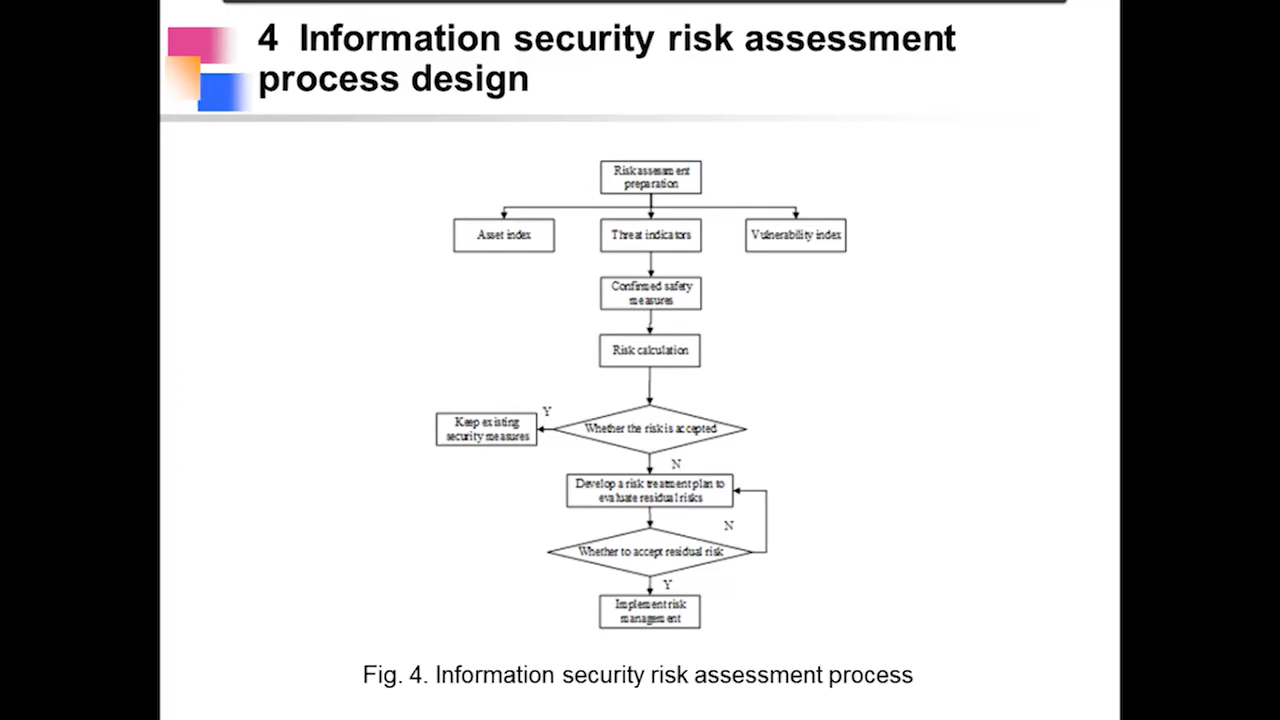 4 Information security risk assessment
process design
Risk assessment
preparation
Asset index
Threat indicators
Vulnerability index
Confirmed safety
measures
Risk calculation
Y
Keep existing
security measures
Whether the risk is accepted
N
Develop a risk treatment plan to
evaluate residual risks
N
Whether to accept residual risk
Y
Implement risk
management
Fig. 4. Information security risk assessment process